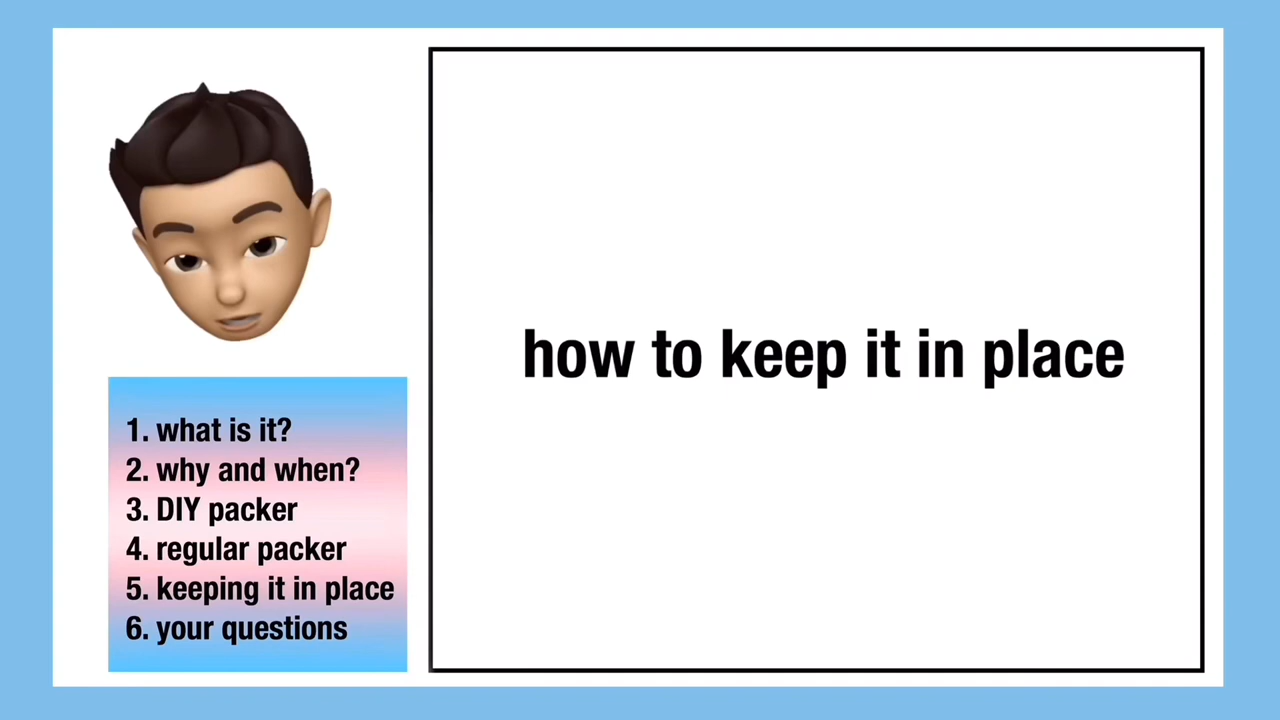 how to keep it in place
1. what is it?
2. why and when?
3. DIY packer
4. regular packer
5. keeping it in place
6. your questions